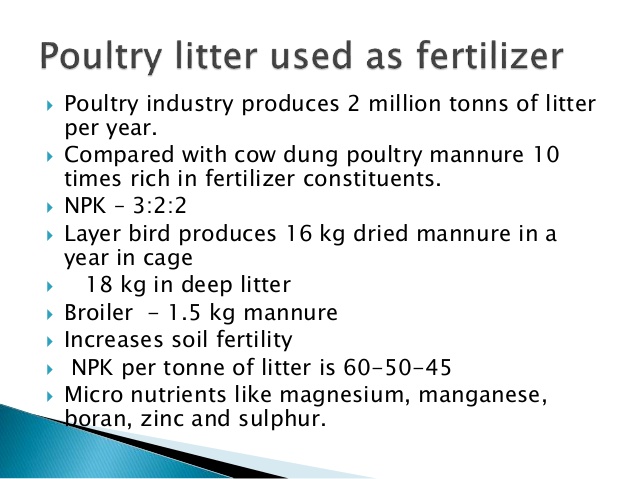 Poultry litter used as fertilizer
Poultry industry produces 2 million tonns of litter
per year.
Compared with cow dung poultry mannure 10
times rich in fertilizer constituents.
NPK – 3:2:2
Layer bird produces 16 kg dried mannure in a
year in cage
18 kg in deep litter
Broiler – 1.5 kg mannure
Increases soil fertility
NPK per tonne of litter is 60-50-45
Micro nutrients like magnesium, manganese,
boran, zinc and sulphur.